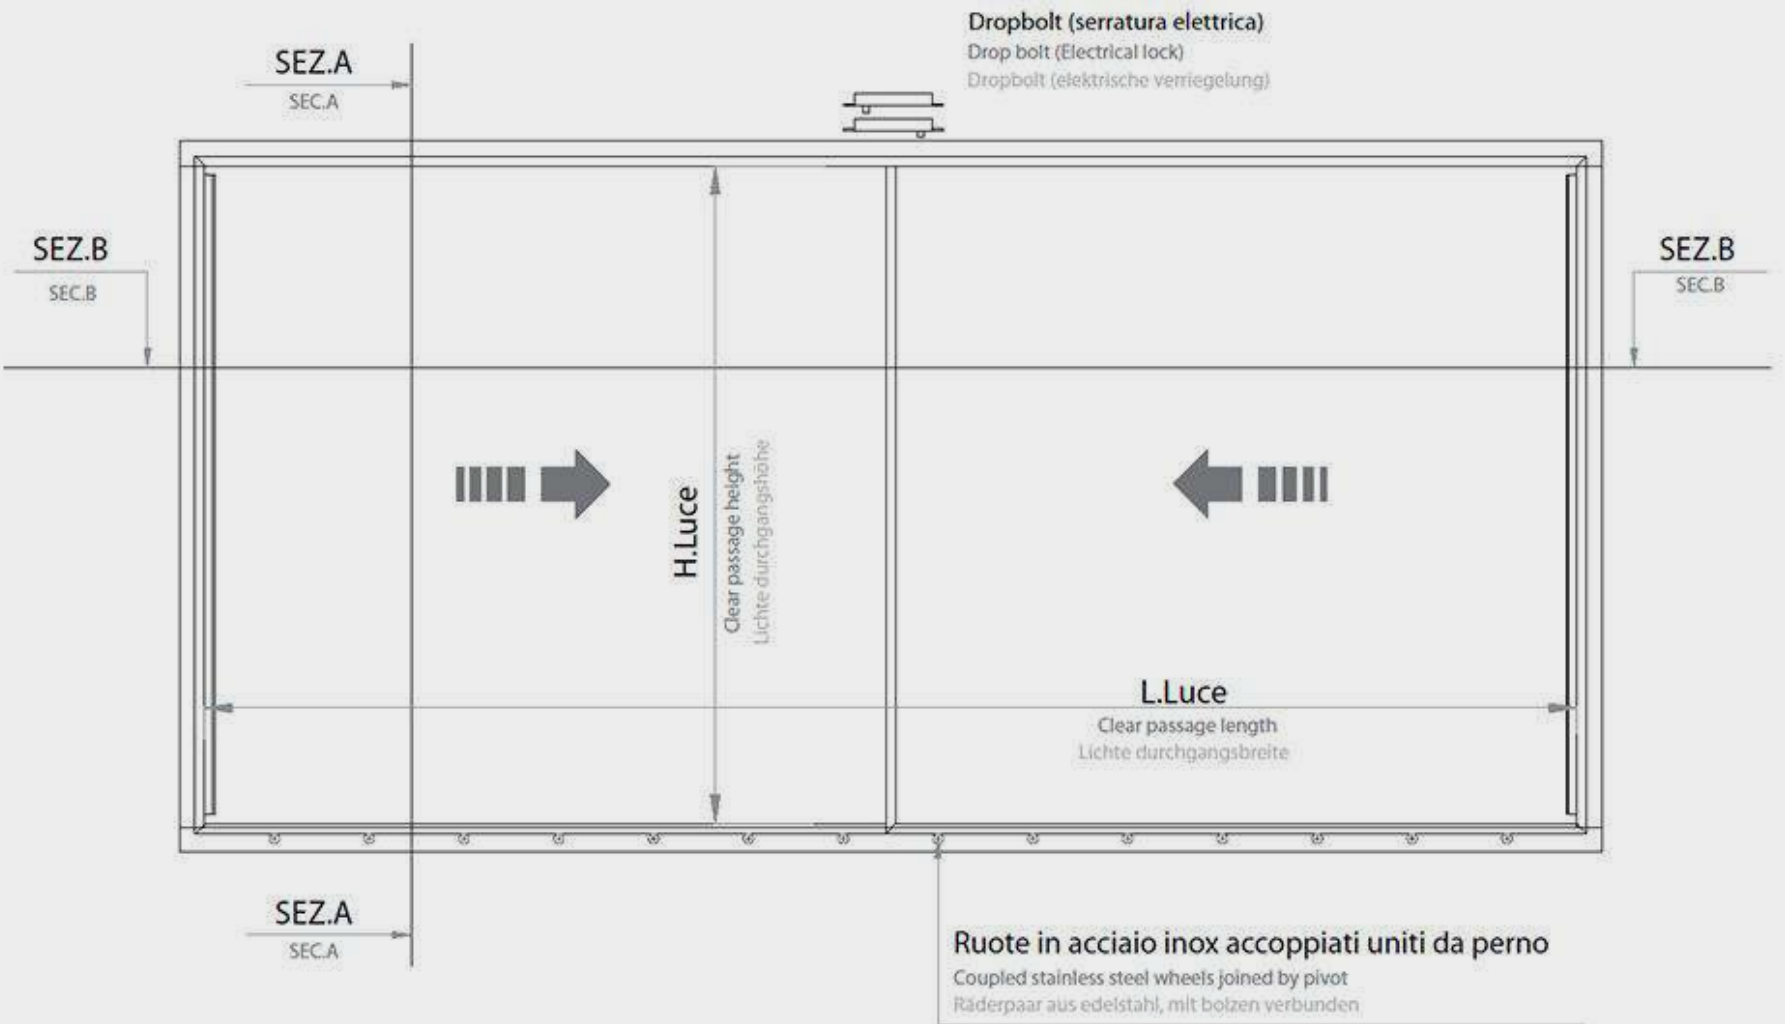 Dropbolt (serratura elettrica)
Drop bolt (Electrical lock)
Dropbolt (elektrische verriegelung)
SEZ.A
SEC.A
SEZ.B
SEC.B
SEZ.B
SEC.B
H.Luce
Clear passage height
Lichte durchgangshöhe
L.Luce
Clear passage length
Lichte durchgangsbreite
SEZ.A
SEC.A
Ruote in acciaio inox accoppiati uniti da perno
Coupled stainless steel wheels joined by pivot
Räderpaar aus edelstahl, mit bolzen verbunden